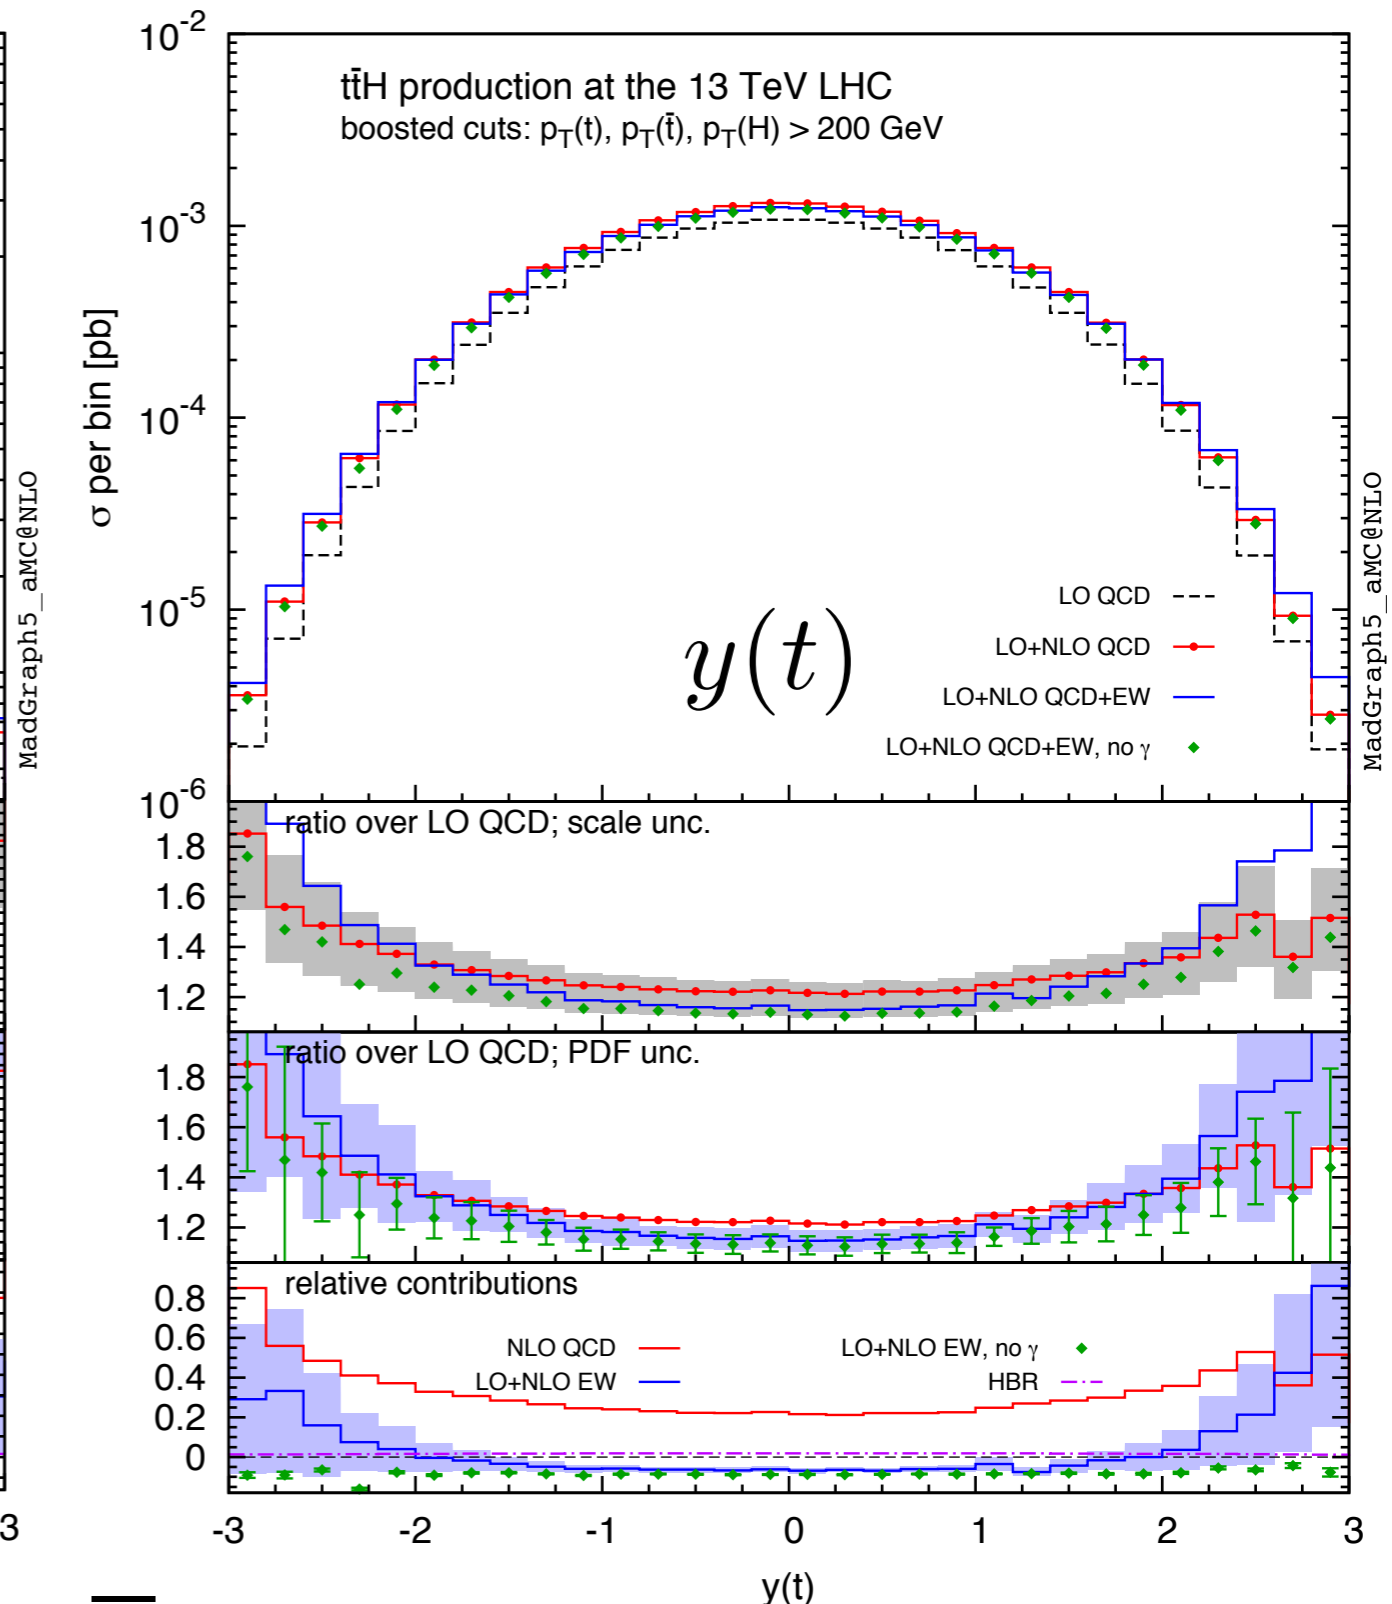 10-2
tt̄H production at the 13 TeV LHC
boosted cuts: pT(t), pT(t̄), pT(H) > 200 GeV
10-3
σ per bin [pb]
10-4
10-5
10-6
MadGraph5_aMC@NLO
MadGraph5_aMC@NLO
y(t)
LO QCD
LO+NLO QCD
LO+NLO QCD+EW
LO+NLO QCD+EW, no γ
ratio over LO QCD; scale unc.
1.8
1.6
1.4
1.2
ratio over LO QCD; PDF unc.
1.8
1.6
1.4
1.2
relative contributions
0.8
0.6
0.4
0.2
0
NLO QCD
LO+NLO EW
LO+NLO EW, no γ
HBR
3
-3 -2 -1 0 1 2 3
y(t)